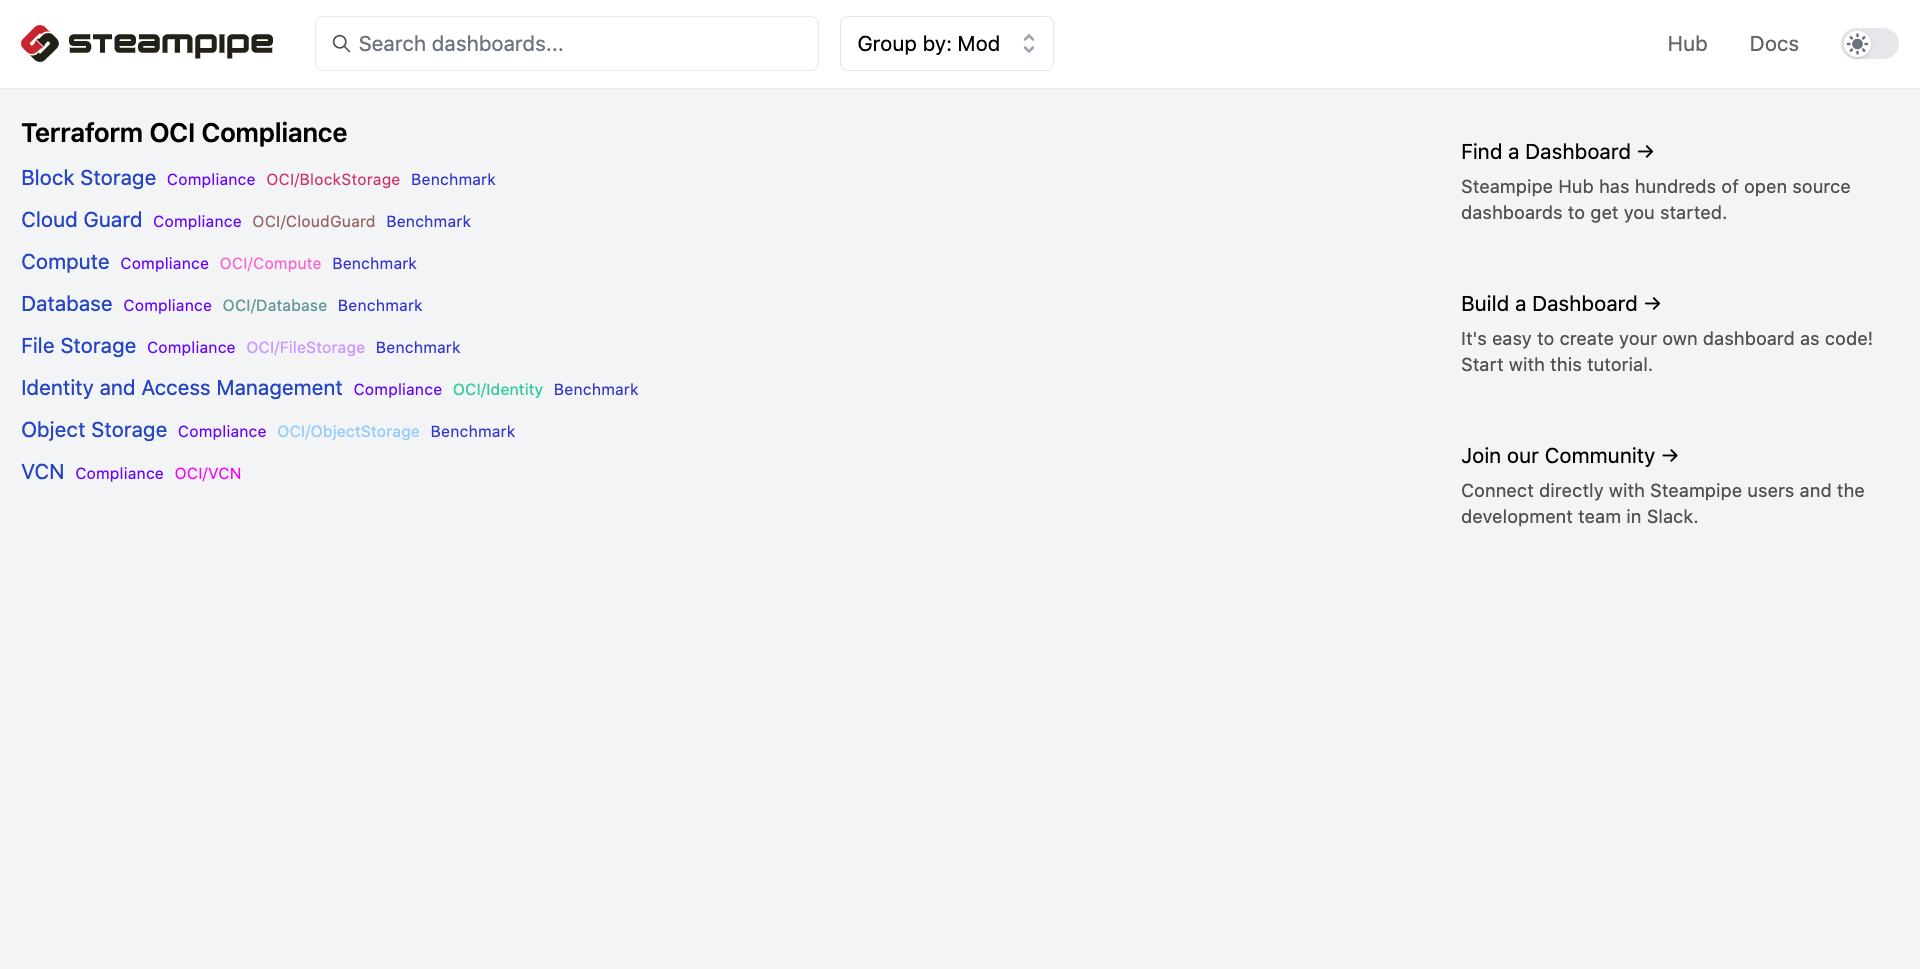 steampipe
Search dashboards...
Group by: Mod
Hub
Docs
Terraform OCI Compliance
Block Storage Compliance OCI/BlockStorage Benchmark
Cloud Guard Compliance OCI/CloudGuard Benchmark
Compute Compliance OCI/Compute Benchmark
Database Compliance OCI/Database Benchmark
File Storage Compliance OCI/FileStorage Benchmark
Identity and Access Management Compliance OCI/Identity Benchmark
Object Storage Compliance OCI/ObjectStorage Benchmark
VCN Compliance OCI/VCN
Find a Dashboard →
Steampipe Hub has hundreds of open source
dashboards to get you started.
Build a Dashboard →
It's easy to create your own dashboard as code!
Start with this tutorial.
Join our Community →
Connect directly with Steampipe users and the
development team in Slack.